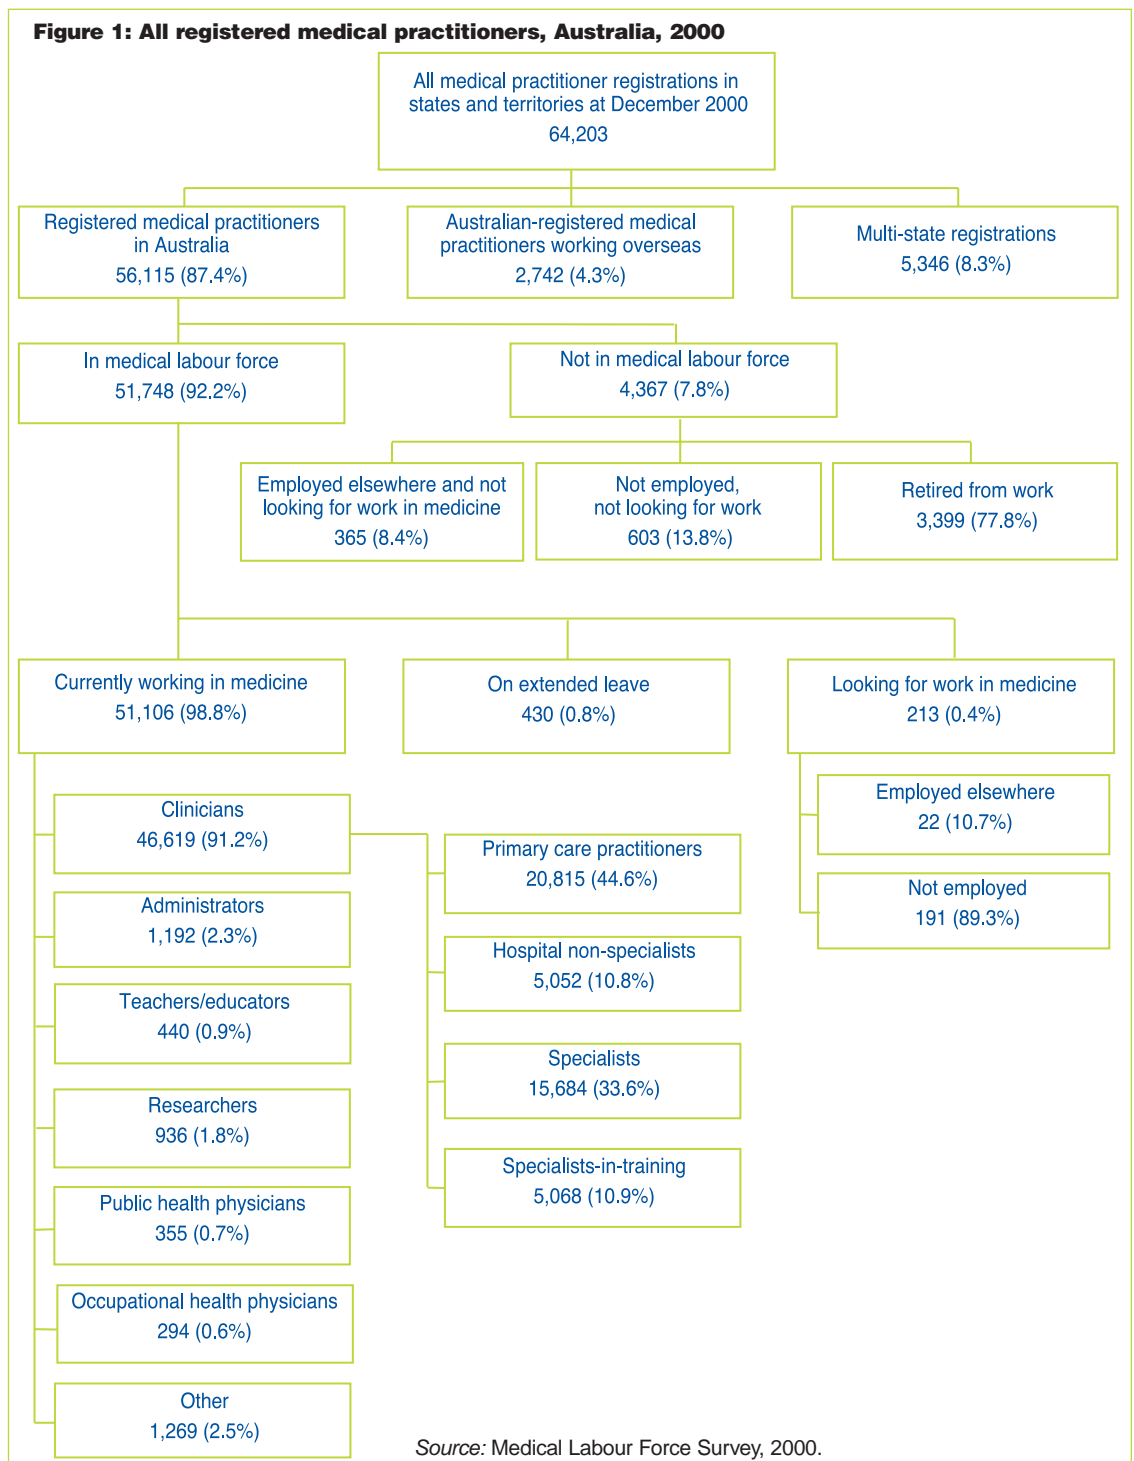 Figure 1: All registered medical practitioners, Australia, 2000
All medical practitioner registrations in
states and territories at December 2000
64,203
Registered medical practitioners
in Australia
56,115 (87.4%)
Australian-registered medical
practitioners working overseas
2,742 (4.3%)
Multi-state registrations
5,346 (8.3%)
In medical labour force
51,748 (92.2%)
Not in medical labour force
4,367 (7.8%)
Employed elsewhere and not
looking for work in medicine
365 (8.4%)
Not employed,
not looking for work
603 (13.8%)
Retired from work
3,399 (77.8%)
Currently working in medicine
51,106 (98.8%)
On extended leave
430 (0.8%)
Looking for work in medicine
213 (0.4%)
Employed elsewhere
22 (10.7%)
Not employed
191 (89.3%)
Clinicians
46,619 (91.2%)
Primary care practitioners
20,815 (44.6%)
Hospital non-specialists
5,052 (10.8%)
Specialists
15,684 (33.6%)
Specialists-in-training
5,068 (10.9%)
Administrators
1,192 (2.3%)
Teachers/educators
440 (0.9%)
Researchers
936 (1.8%)
Public health physicians
355 (0.7%)
Occupational health physicians
294 (0.6%)
Other
1,269 (2.5%)
Source: Medical Labour Force Survey, 2000.